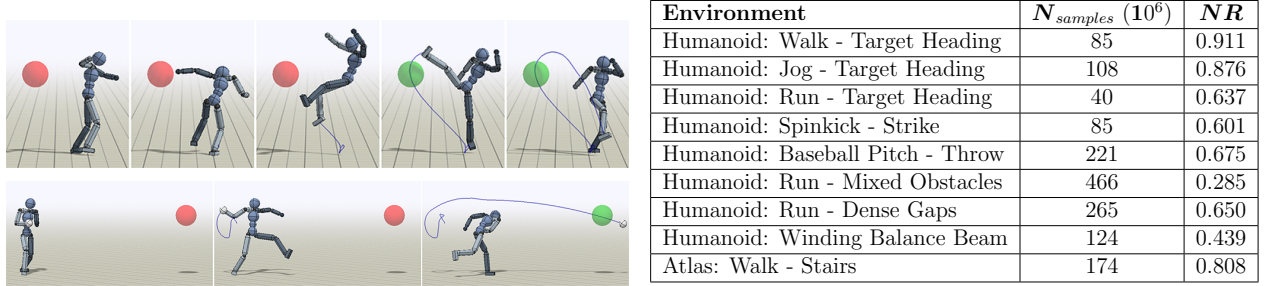 Environment N_samples (10^6) NR
Humanoid: Walk - Target Heading 85 0.911
Humanoid: Jog - Target Heading 108 0.876
Humanoid: Run - Target Heading 40 0.637
Humanoid: Spinkick - Strike 85 0.601
Humanoid: Baseball Pitch - Throw 221 0.675
Humanoid: Run - Mixed Obstacles 466 0.285
Humanoid: Run - Dense Gaps 265 0.650
Humanoid: Winding Balance Beam 124 0.439
Atlas: Walk - Stairs 174 0.808